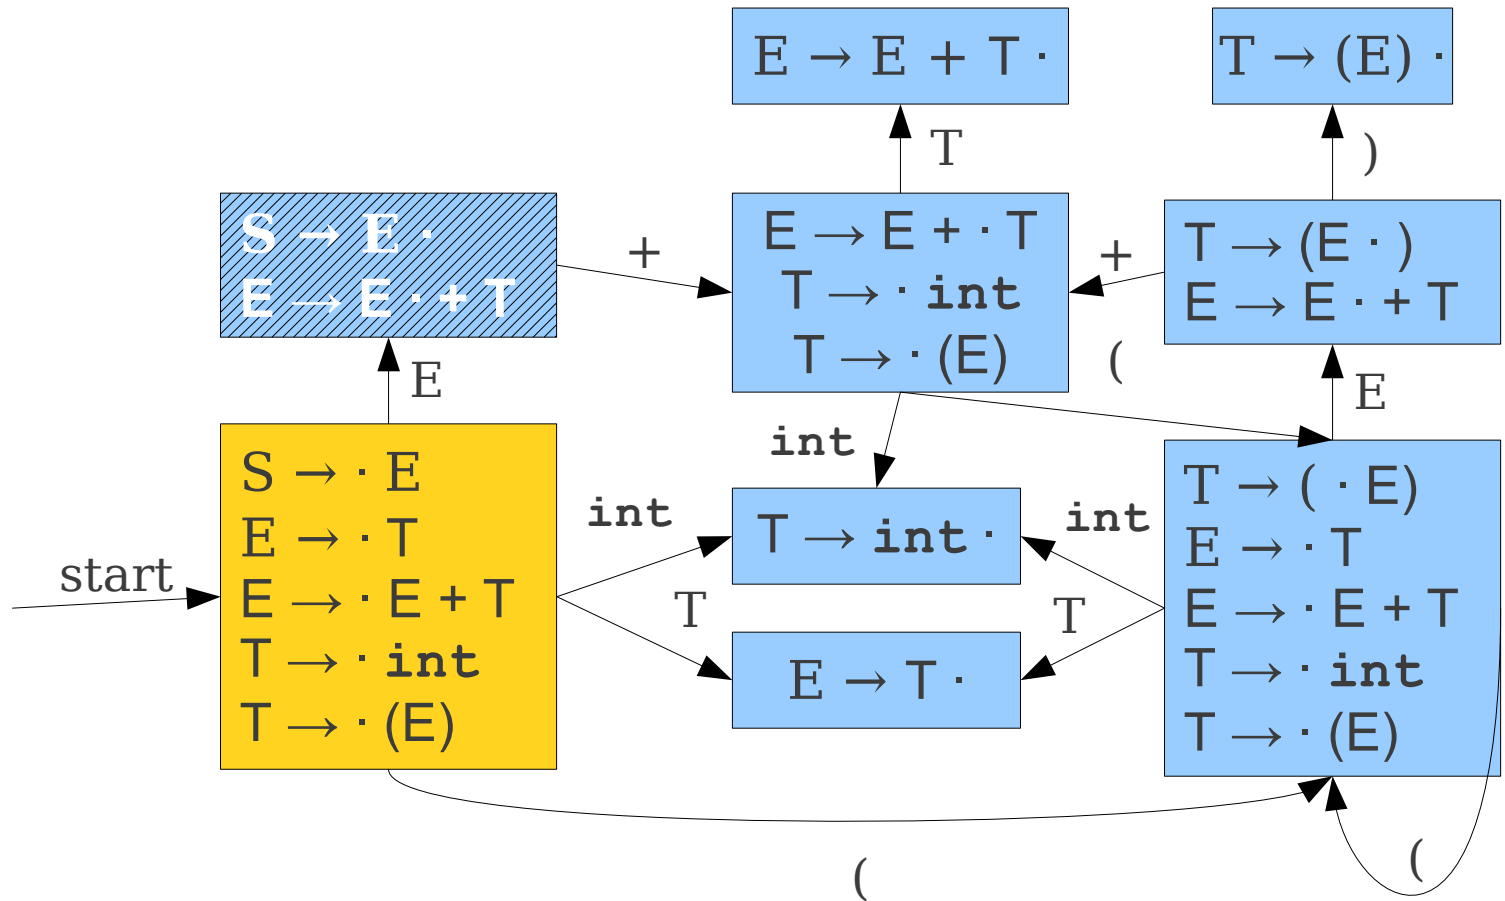 E → E + T ·
T → (E) ·
T
)
S → E ·
E → E · + T
+
E → E + · T
T → · int
T → · (E)
+
T → (E · )
E → E · + T
E
(
E
int
S → · E
E → · T
E → · E + T
T → · int
T → · (E)
start
int
T
T → int ·
int
T
E → T ·
T → ( · E)
E → · T
E → · E + T
T → · int
T → · (E)
(
(